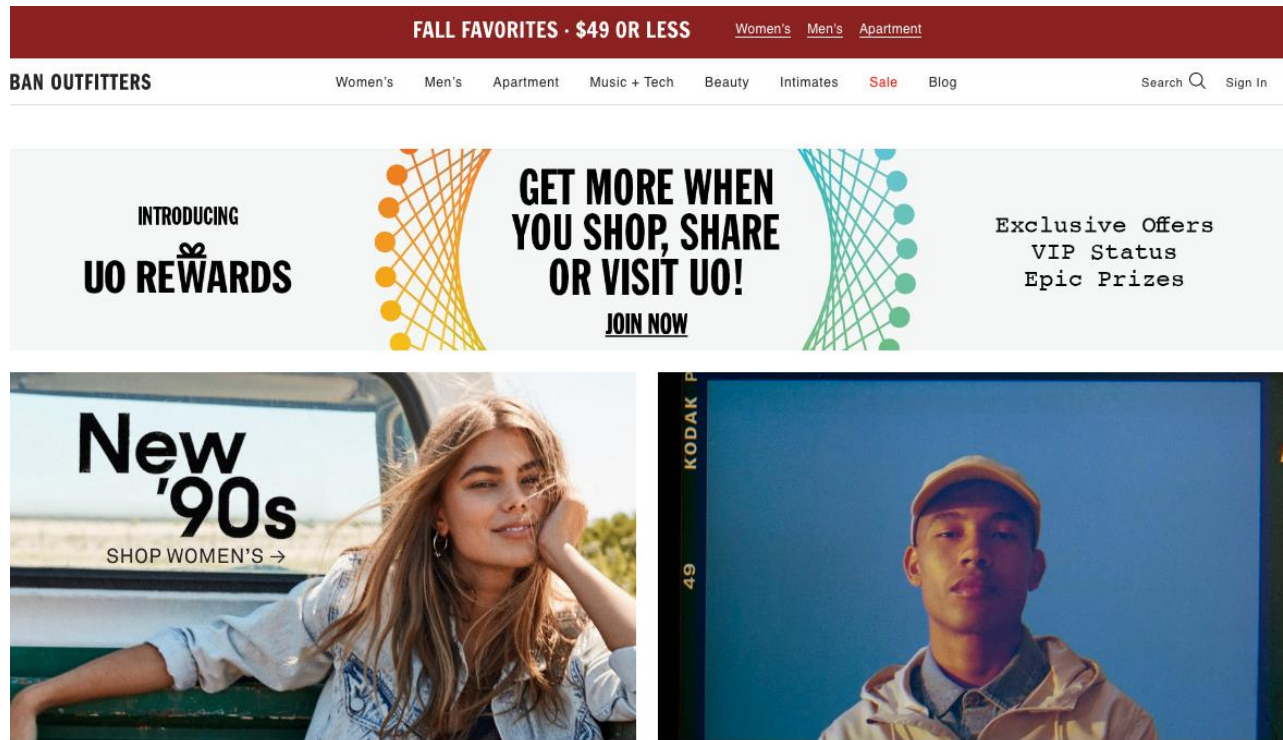 FALL FAVORITES · $49 OR LESS Women's Men's Apartment
BAN OUTFITTERS Women's Men's Apartment Music + Tech Beauty Intimates Sale Blog Search Sign In
INTRODUCING
UO REWARDS
GET MORE WHEN
YOU SHOP, SHARE
OR VISIT UO!
JOIN NOW
Exclusive Offers
VIP Status
Epic Prizes
New
'90s
SHOP WOMEN'S →
KODAK
49